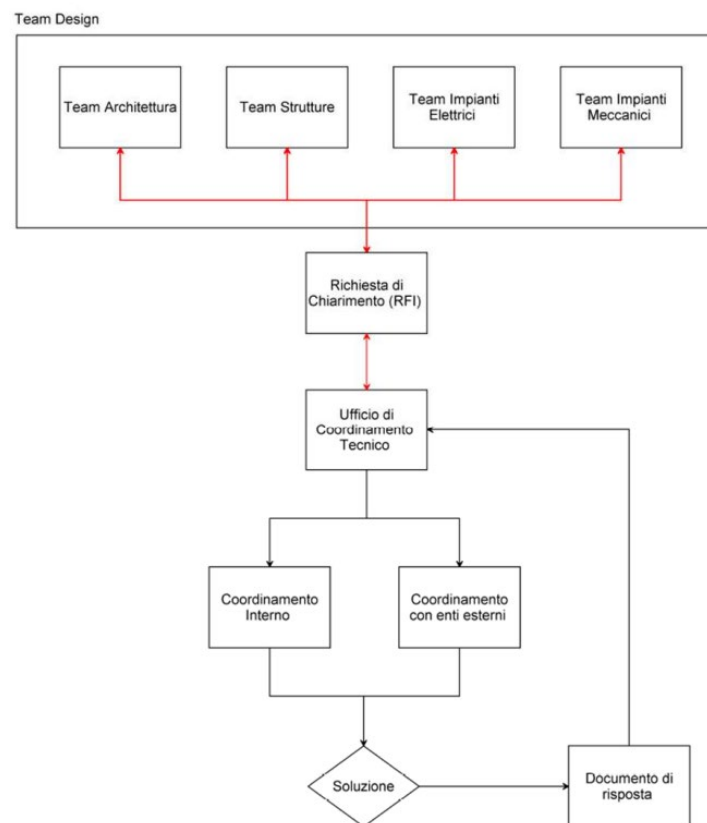 Team Design
Team Architettura
Team Strutture
Team Impianti
Elettrici
Team Impianti
Meccanici
Richiesta di
Chiarimento (RFI)
Ufficio di
Coordinamento
Tecnico
Coordinamento
Interno
Coordinamento
con enti esterni
Soluzione
Documento di
risposta